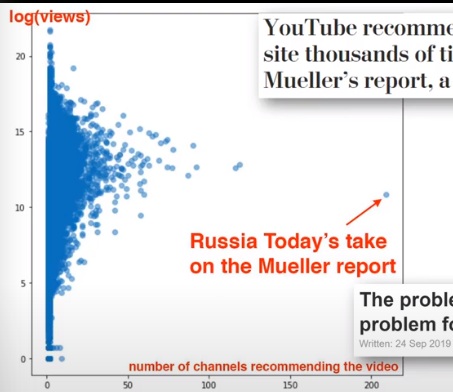 log(views)
YouTube recomme
site thousands of ti
Mueller's report, a
20
15
10
5
0
Russia Today's take
on the Mueller report
The proble
problem fo
Written: 24 Sep 2019
number of channels recommending the video
0
50
100
150
200